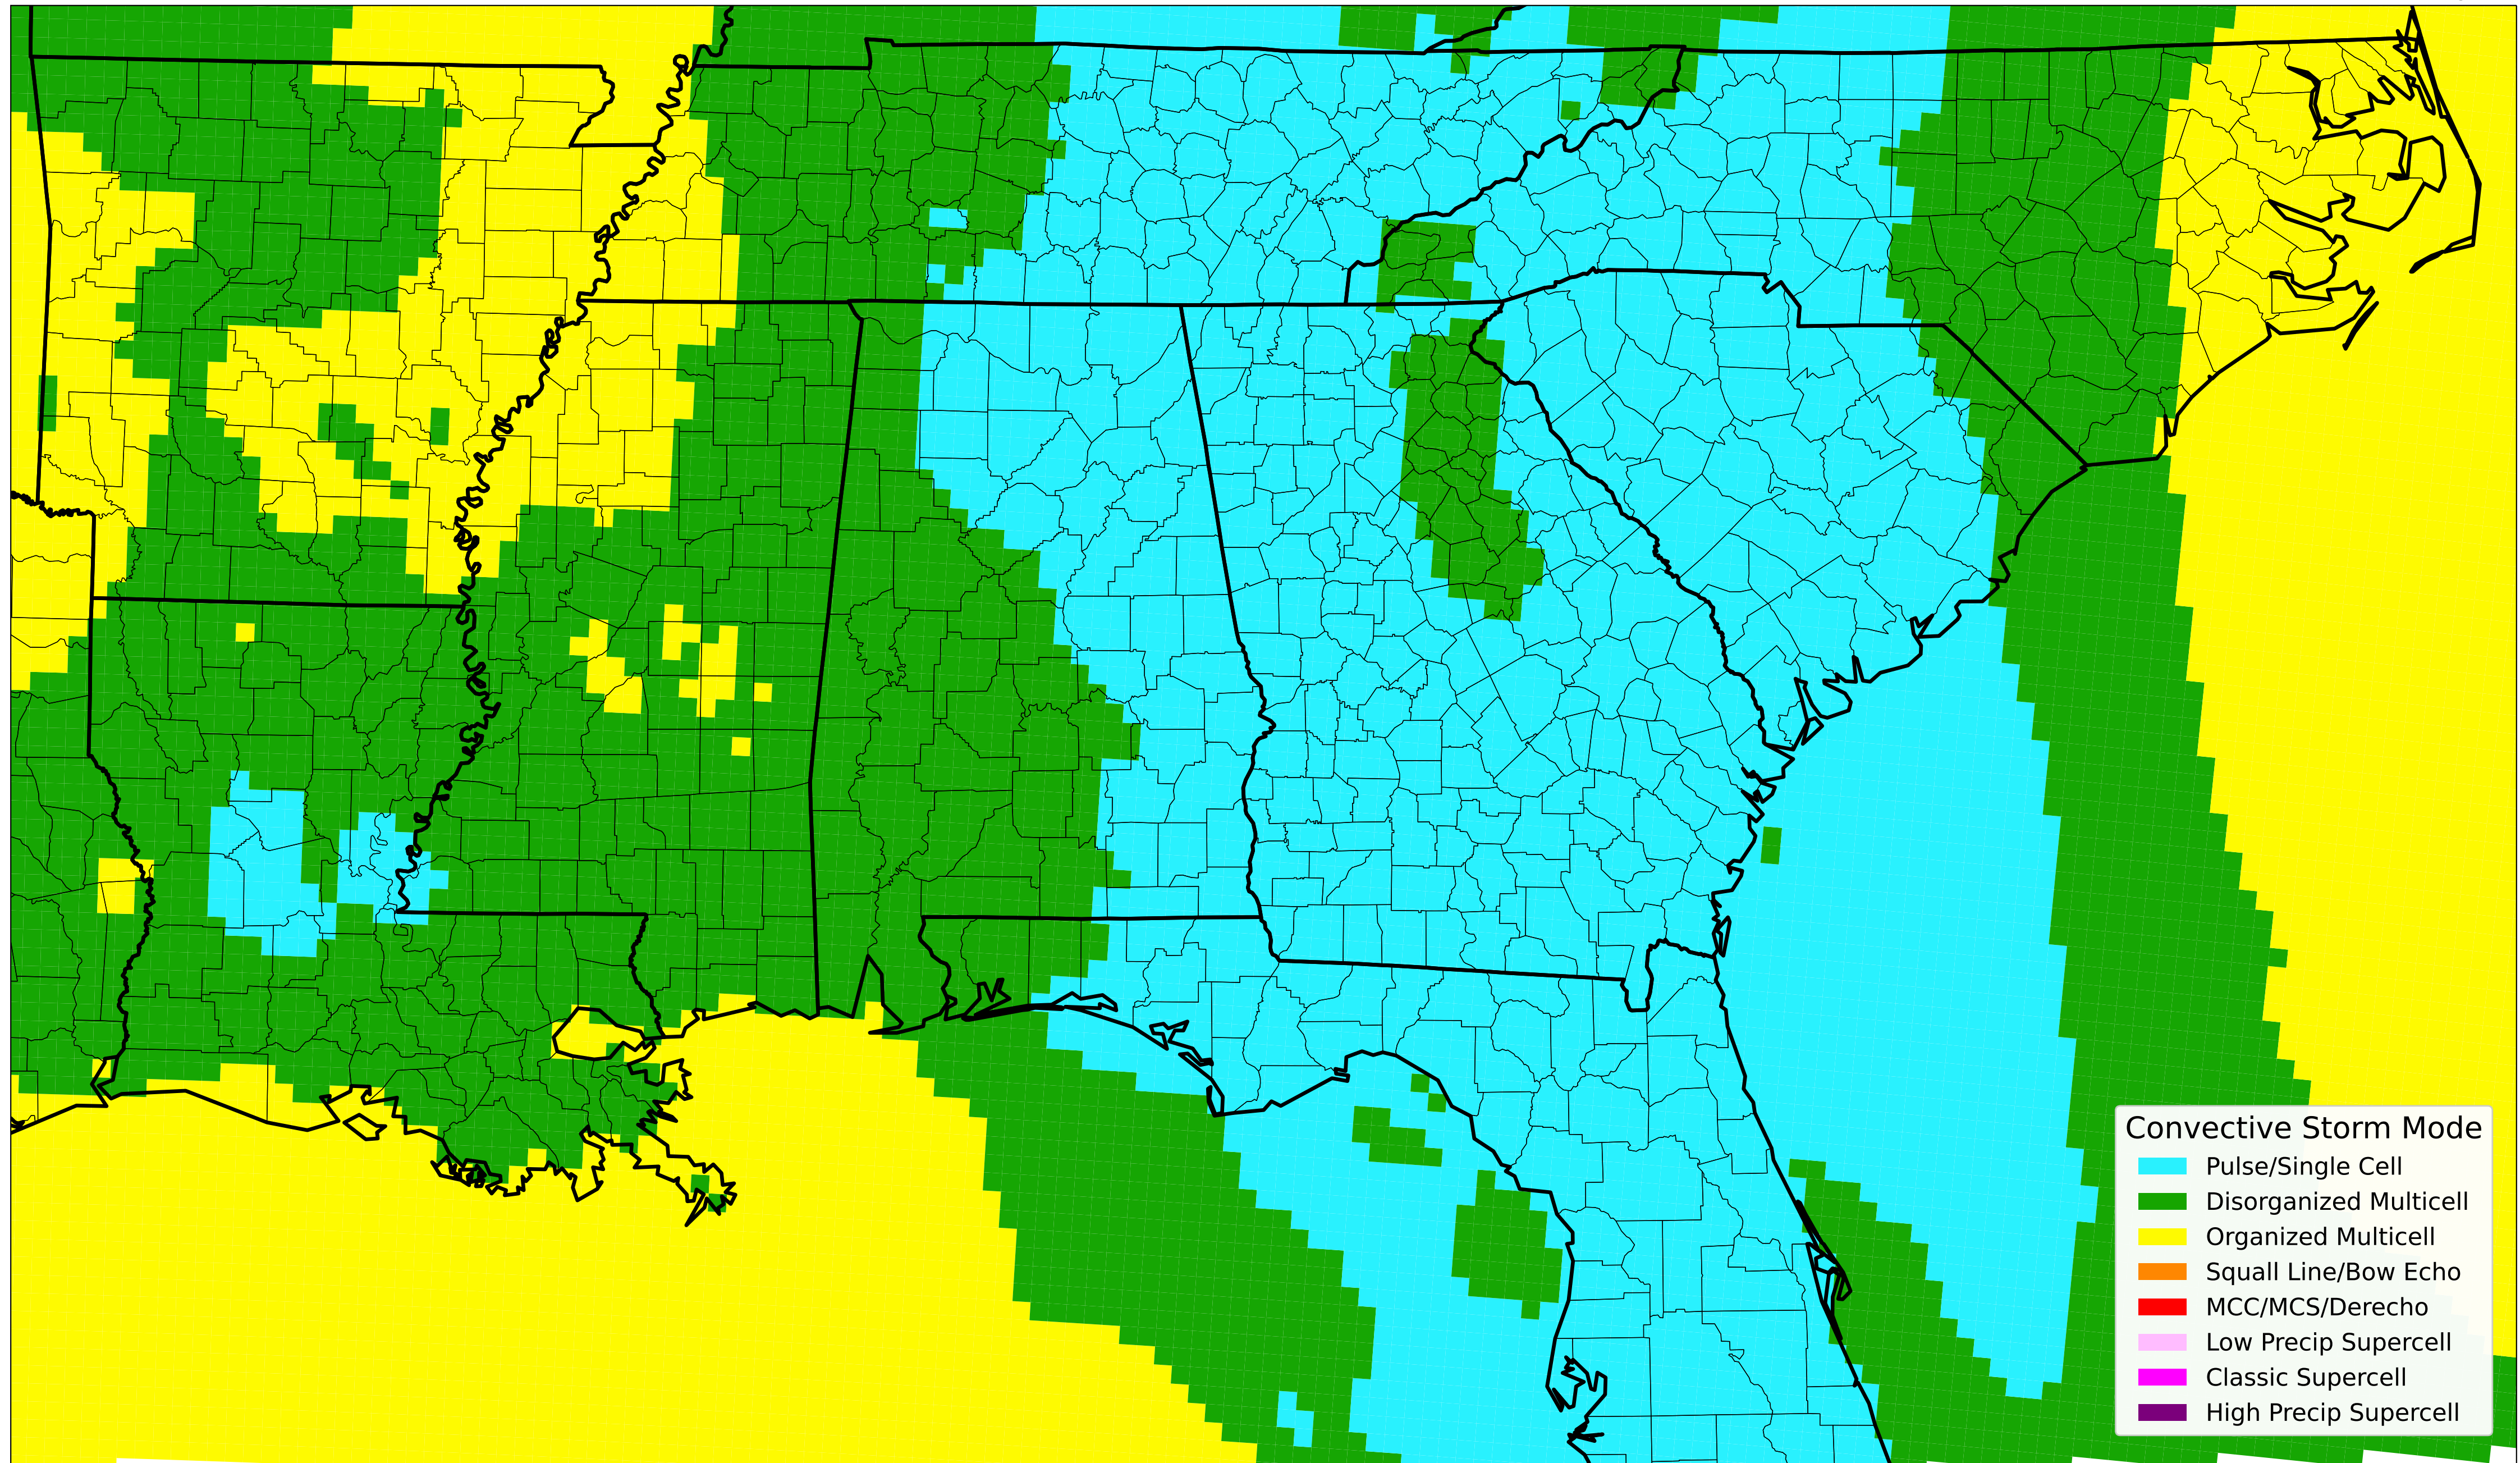 Convective Storm Mode
Pulse/Single Cell
Disorganized Multicell
Organized Multicell
Squall Line/Bow Echo
MCC/MCS/Derecho
Low Precip Supercell
Classic Supercell
High Precip Supercell